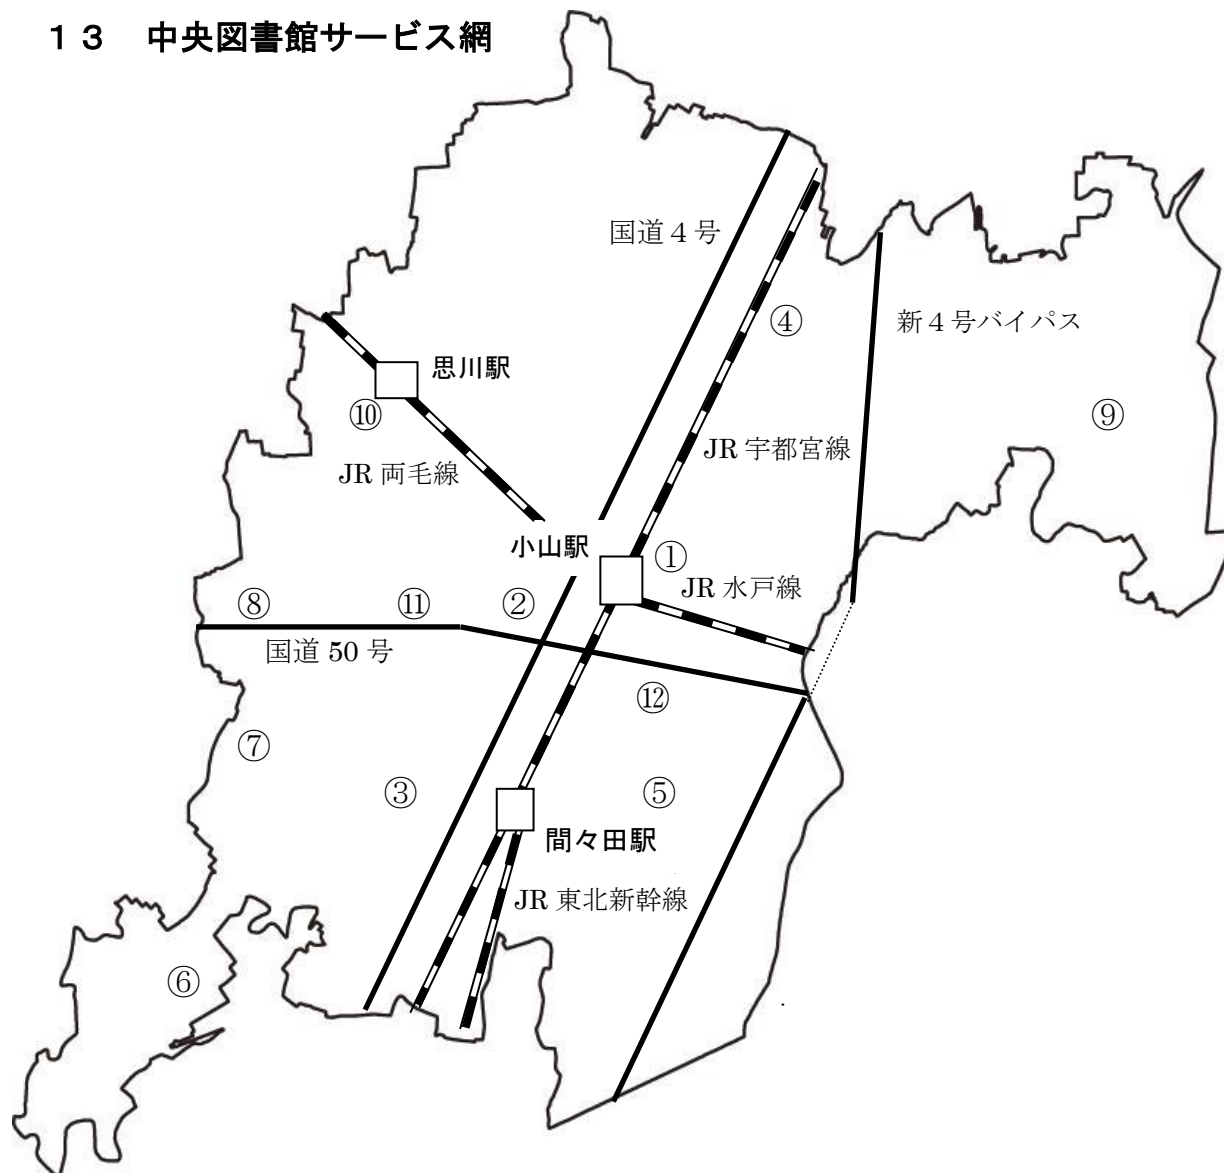 １３　中央図書館サービス網
国道４号
④
新４号バイパス
思川駅
⑩
⑨
JR 宇都宮線
JR 両毛線
小山駅
①
JR 水戸線
⑧
⑪
②
国道 50 号
⑫
⑦
③
⑤
間々田駅
JR 東北新幹線
⑥